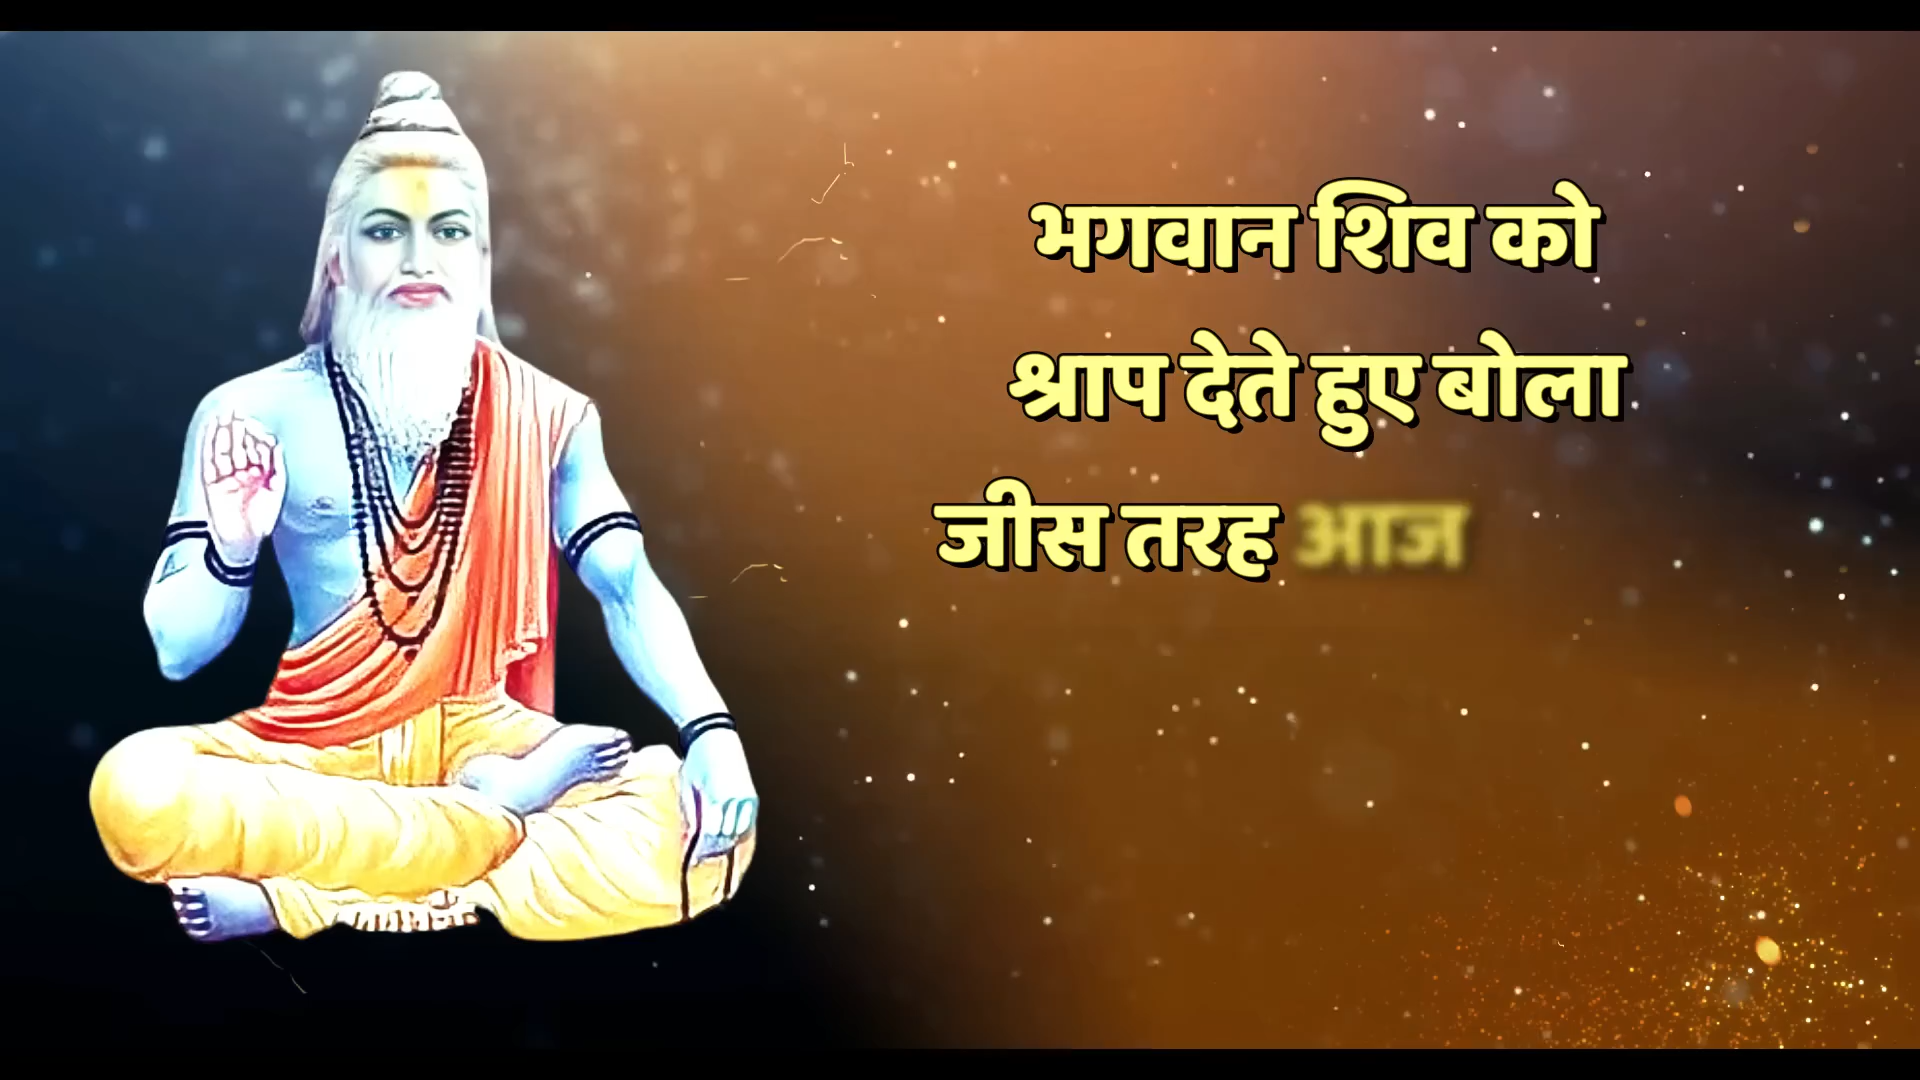 भगवान शिव को
श्राप देते हुए बोला
जीस तरह आज